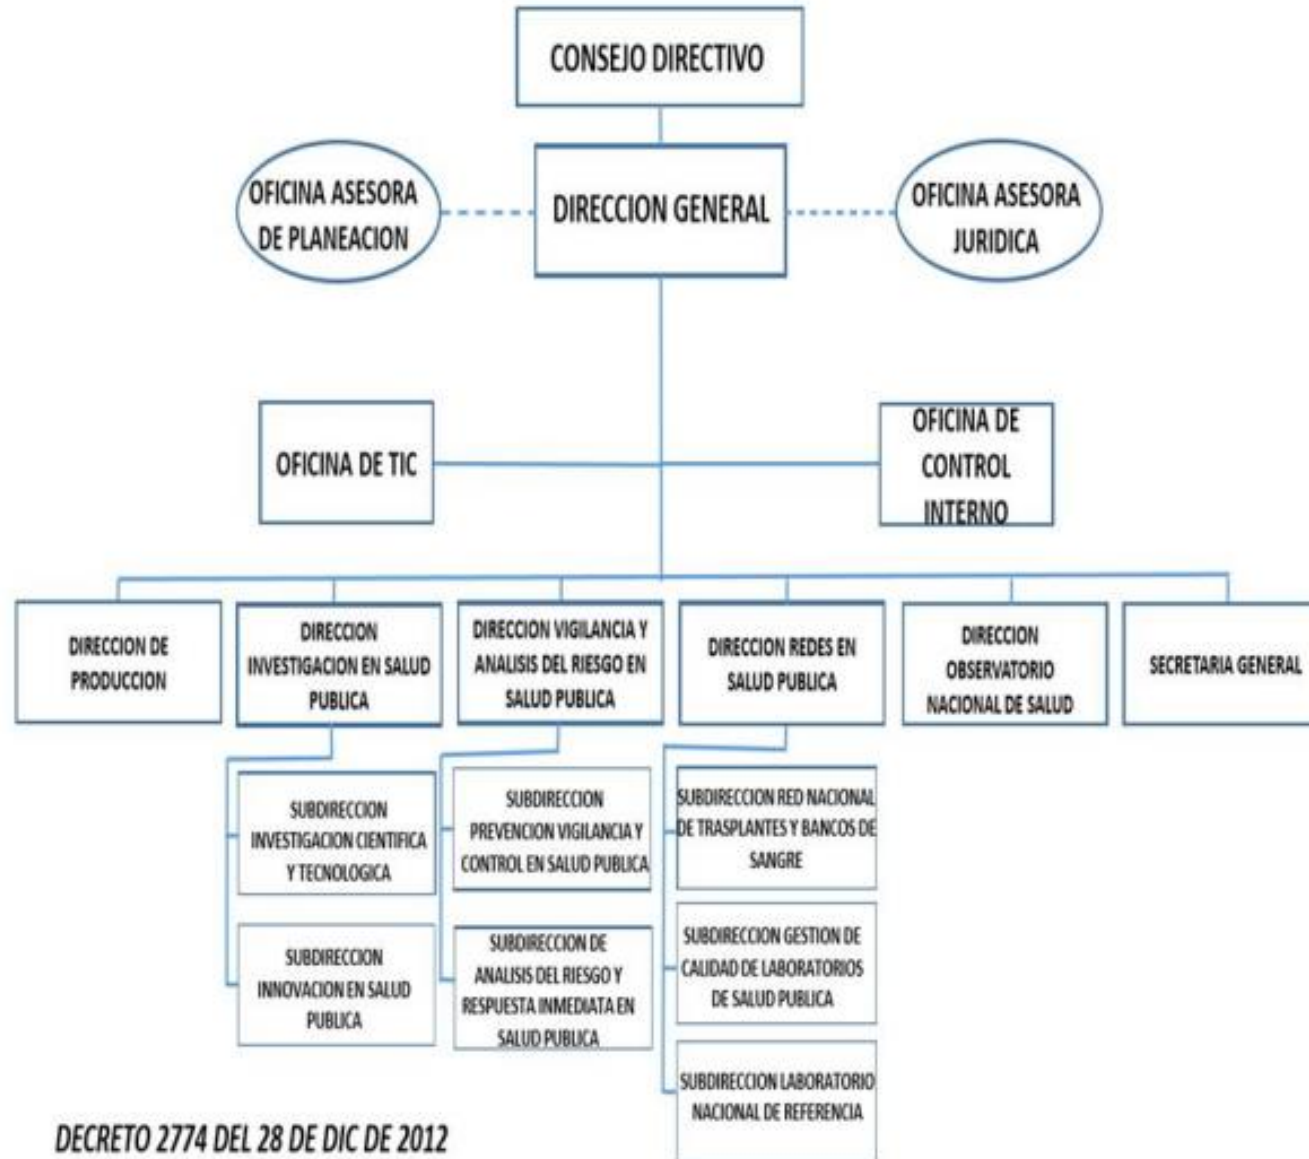 CONSEJO DIRECTIVO
OFICINA ASESORA
DE PLANEACION
DIRECCION GENERAL
OFICINA ASESORA
JURIDICA
OFICINA DE TIC
OFICINA DE
CONTROL
INTERNO
DIRECCION DE
PRODUCCION
DIRECCION
INVESTIGACION EN SALUD
PUBLICA
DIRECCION VIGILANCIA Y
ANALISIS DEL RIESGO EN
SALUD PUBLICA
DIRECCION REDES EN
SALUD PUBLICA
DIRECCION
OBSERVATORIO
NACIONAL DE SALUD
SECRETARIA GENERAL
SUBDIRECCION
INVESTIGACION CIENTIFICA
Y TECNOLOGICA
SUBDIRECCION
INNOVACION EN SALUD
PUBLICA
SUBDIRECCION
PREVENCION VIGILANCIA Y
CONTROL EN SALUD PUBLICA
SUBDIRECCION DE
ANALISIS DEL RIESGO Y
RESPUESTA INMEDIATA EN
SALUD PUBLICA
SUBDIRECCION RED NACIONAL
DE TRASPLANTES Y BANCOS DE
SANGRE
SUBDIRECCION GESTION DE
CALIDAD DE LABORATORIOS
DE SALUD PUBLICA
SUBDIRECCION LABORATORIO
NACIONAL DE REFERENCIA
DECRETO 2774 DEL 28 DE DIC DE 2012